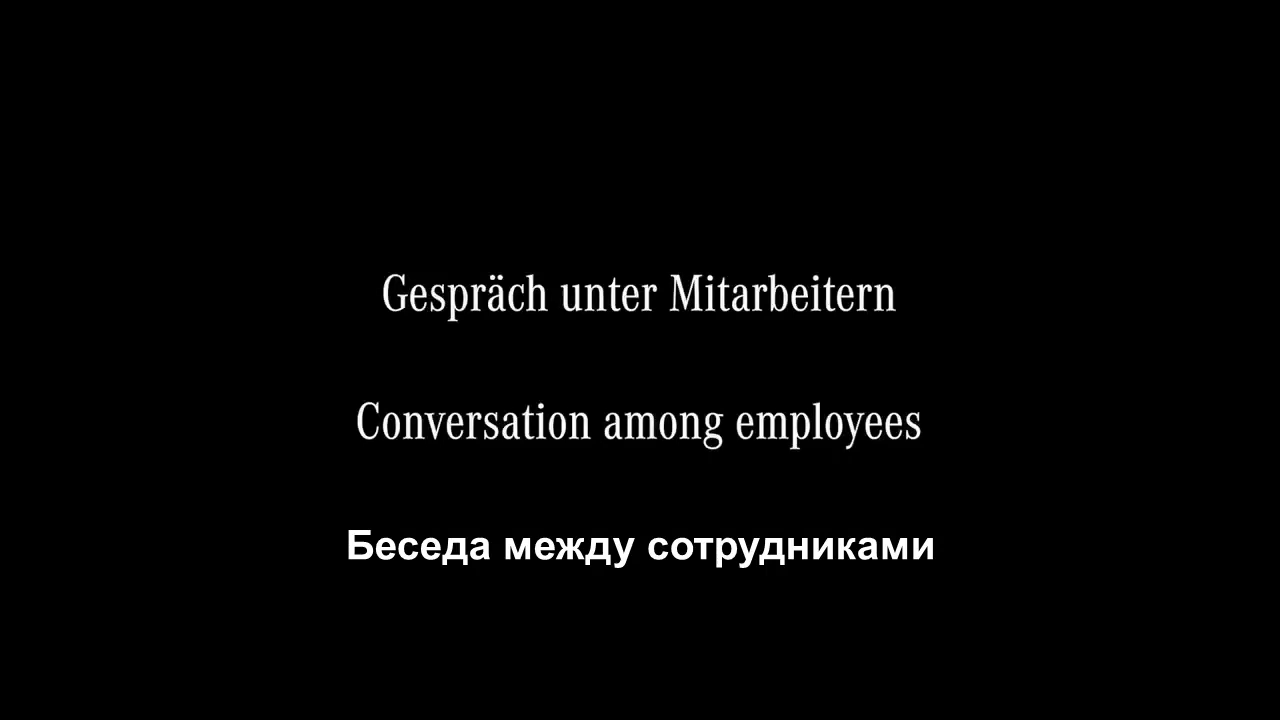 Gespräch unter Mitarbeitern
Conversation among employees
Беседа между сотрудниками